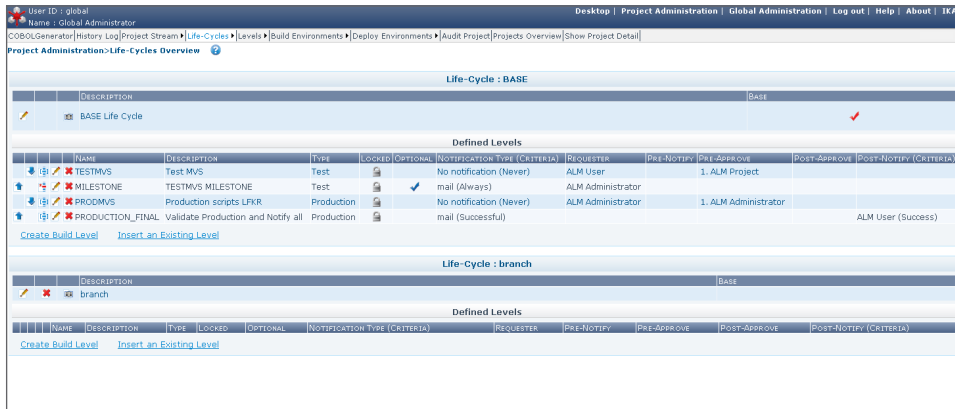 User ID : global
Desktop | Project Administration | Global Administration | Log out | Help | About | IKA
Name : Global Administrator
COBOLGenerator|History Log|Project Stream|Life-Cycles|Levels|Build Environments|Deploy Environments|Audit Project|Projects Overview|Show Project Detail|
Project Administration>Life-Cycles Overview
Life-Cycle : BASE
DESCRIPTION BASE
BASE Life Cycle
Defined Levels
NAME DESCRIPTION TYPE LOCKED OPTIONAL NOTIFICATION TYPE (CRITERIA) REQUESTER PRE-NOTIFY PRE-APPROVE POST-APPROVE POST-NOTIFY (CRITERIA)
TESTMVS Test MVS Test No notification (Never) ALM User 1. ALM Project
MILESTONE TESTMVS MILESTONE Test mail (Always) ALM Administrator
PRODMVS Production scripts LFKR Production No notification (Never) ALM Administrator 1. ALM Administrator
PRODUCTION_FINAL Validate Production and Notify all Production mail (Successful) ALM User (Success)
Create Build Level Insert an Existing Level
Life-Cycle : branch
DESCRIPTION BASE
branch
Defined Levels
NAME DESCRIPTION TYPE LOCKED OPTIONAL NOTIFICATION TYPE (CRITERIA) REQUESTER PRE-NOTIFY PRE-APPROVE POST-APPROVE POST-NOTIFY (CRITERIA)
Create Build Level Insert an Existing Level